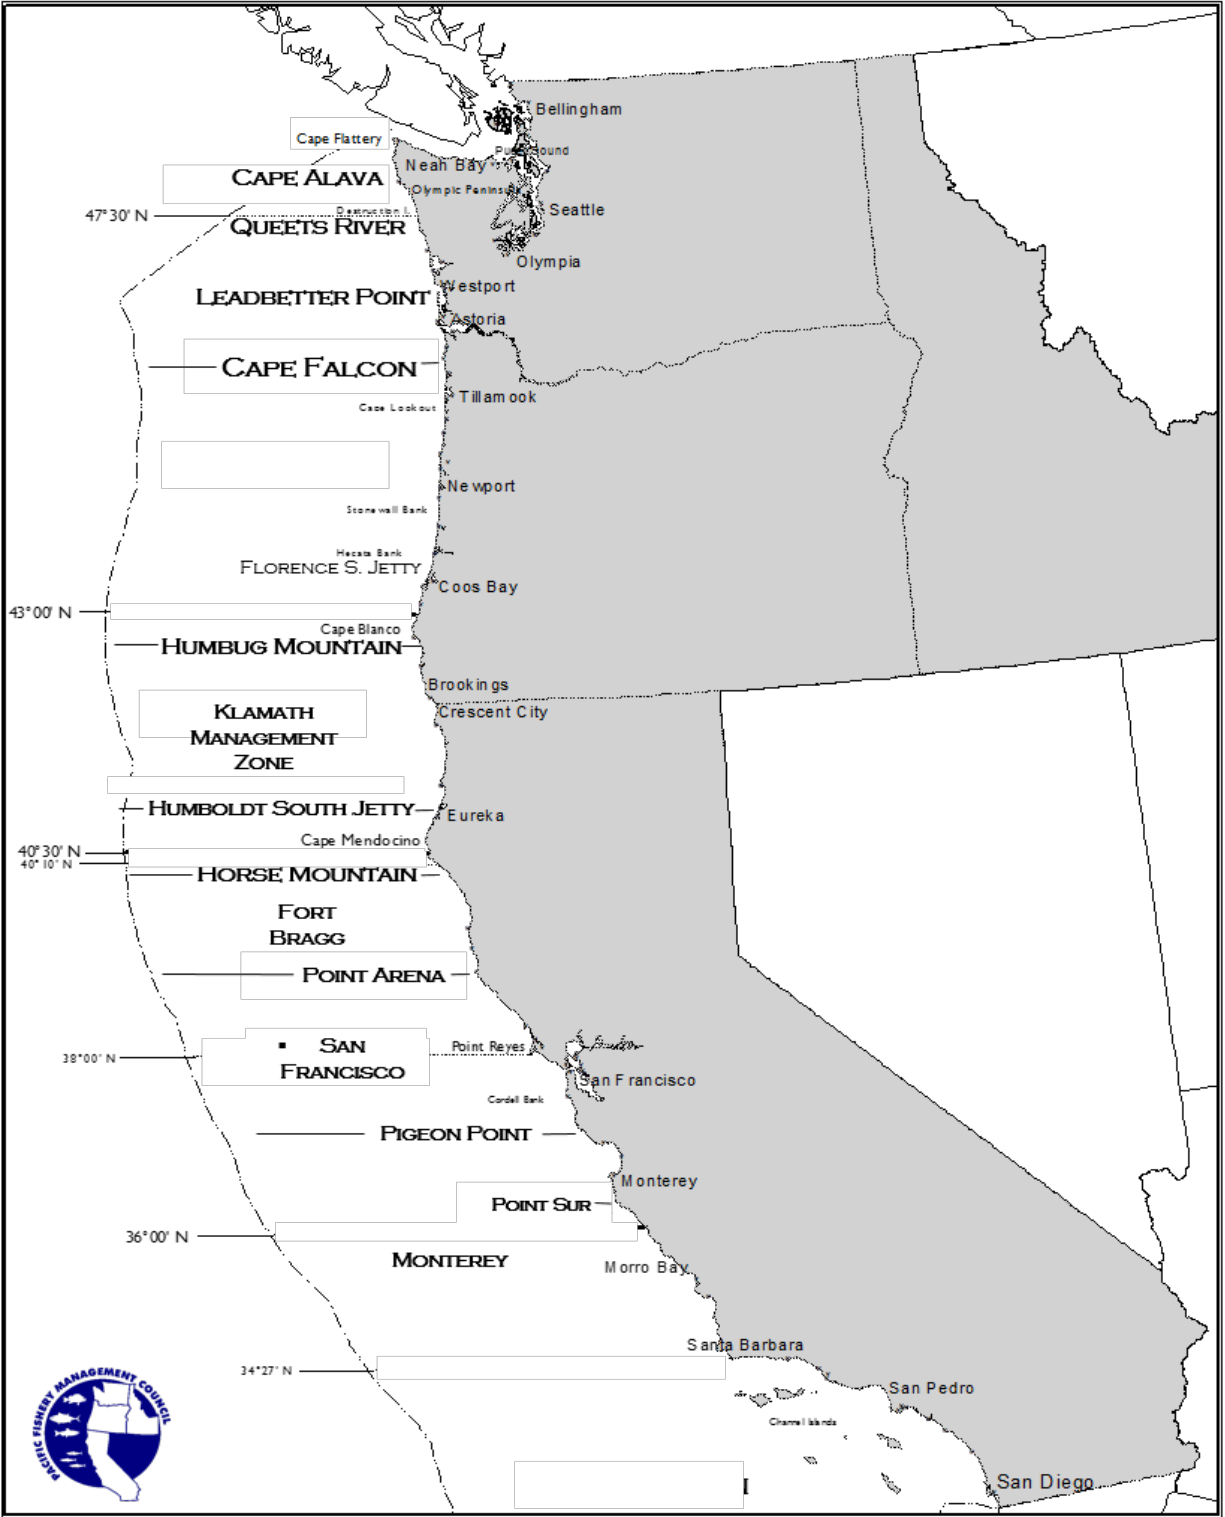 Bellingham
Cape Flattery
Puget Sound
Neah Bay
CAPE ALAVA
Olympic Peninsula
47°30' N
Destruction I.
Seattle
QUEETS RIVER
Olympia
Westport
LEADBETTER POINT
Astoria
CAPE FALCON
Tillamook
Cape Lookout
Newport
Stonewall Bank
Hecata Bank
FLORENCE S. JETTY
Coos Bay
43°00' N
Cape Blanco
HUMBUG MOUNTAIN
Brookings
KLAMATH
MANAGEMENT
ZONE
Crescent City
HUMBOLDT SOUTH JETTY
Eureka
Cape Mendocino
40°30' N
40°10' N
HORSE MOUNTAIN
FORT
BRAGG
POINT ARENA
SAN
FRANCISCO
Point Reyes
38°00' N
San Francisco
Cordell Bank
PIGEON POINT
Monterey
POINT SUR
36°00' N
MONTEREY
Morro Bay
Santa Barbara
34°27' N
San Pedro
Channel Islands
San Diego
PACIFIC FISHERY MANAGEMENT COUNCIL